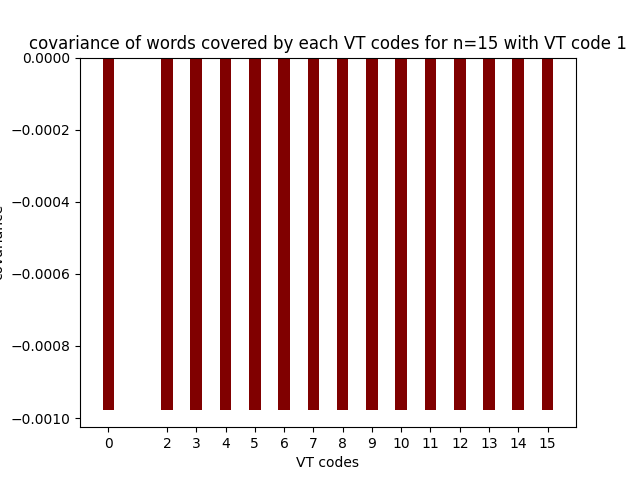 covariance of words covered by each VT codes for n=15 with VT code 1
0.0000
−0.0002
−0.0004
−0.0006
−0.0008
−0.0010
0 2 3 4 5 6 7 8 9 10 11 12 13 14 15
VT codes